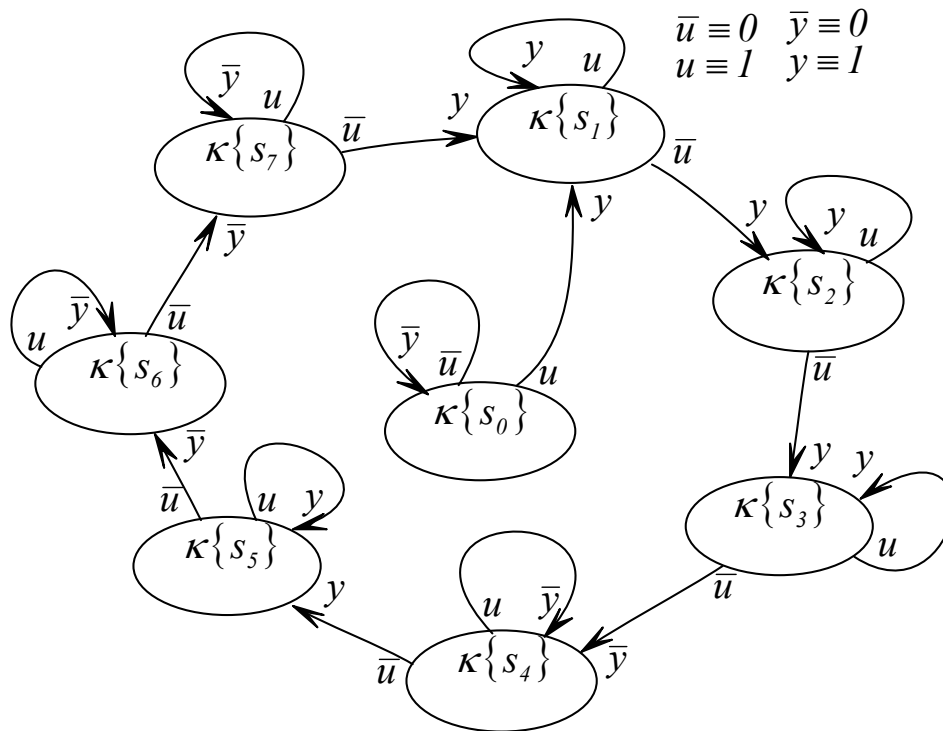 u̅ ≡ 0 y̅ ≡ 0
u ≡ 1 y ≡ 1
y̅ u
κ{s₇}
u̅ y
y u
κ{s₁}
u̅ y
y u
κ{s₂}
u̅ y
y u
κ{s₃}
u̅ y̅
u y̅
κ{s₄}
u̅ y
u y
κ{s₅}
u̅ y̅
u y̅
κ{s₆}
u̅ y̅
y̅ u̅
κ{s₀}
u y